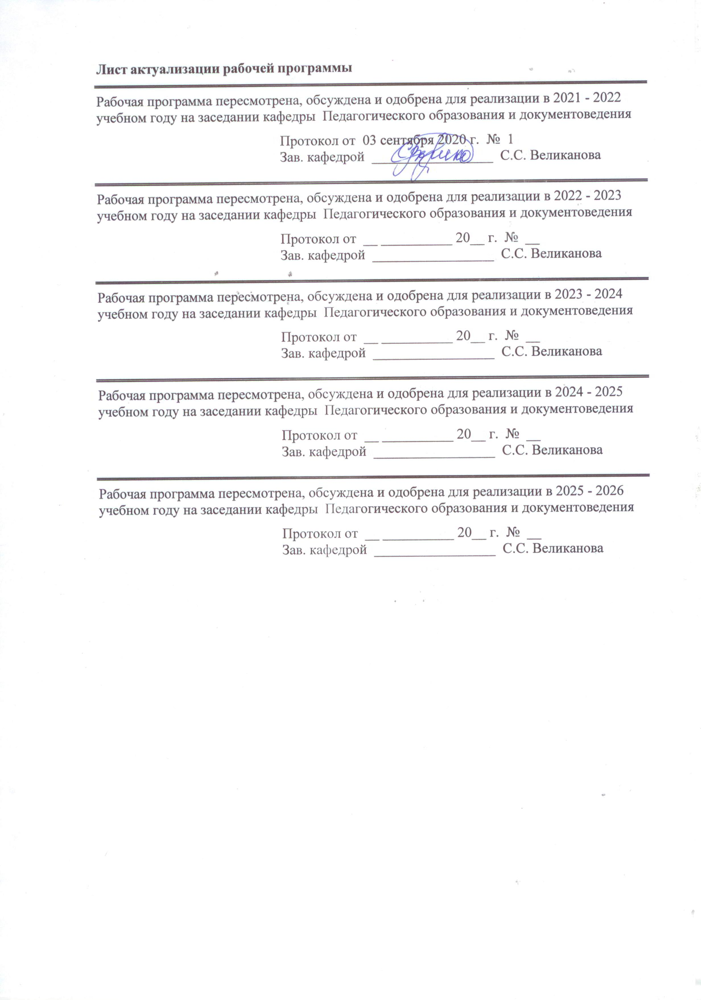 Лист актуализации рабочей программы
Рабочая программа пересмотрена, обсуждена и одобрена для реализации в 2021 - 2022
учебном году на заседании кафедры Педагогического образования и документоведения
Протокол от 03 сентября 2020 г. № 1
Зав. кафедрой ________________ С.С. Великанова
Рабочая программа пересмотрена, обсуждена и одобрена для реализации в 2022 - 2023
учебном году на заседании кафедры Педагогического образования и документоведения
Протокол от __ __________ 20__ г. № __
Зав. кафедрой ________________ С.С. Великанова
Рабочая программа пересмотрена, обсуждена и одобрена для реализации в 2023 - 2024
учебном году на заседании кафедры Педагогического образования и документоведения
Протокол от __ __________ 20__ г. № __
Зав. кафедрой ________________ С.С. Великанова
Рабочая программа пересмотрена, обсуждена и одобрена для реализации в 2024 - 2025
учебном году на заседании кафедры Педагогического образования и документоведения
Протокол от __ __________ 20__ г. № __
Зав. кафедрой ________________ С.С. Великанова
Рабочая программа пересмотрена, обсуждена и одобрена для реализации в 2025 - 2026
учебном году на заседании кафедры Педагогического образования и документоведения
Протокол от __ __________ 20__ г. № __
Зав. кафедрой ________________ С.С. Великанова